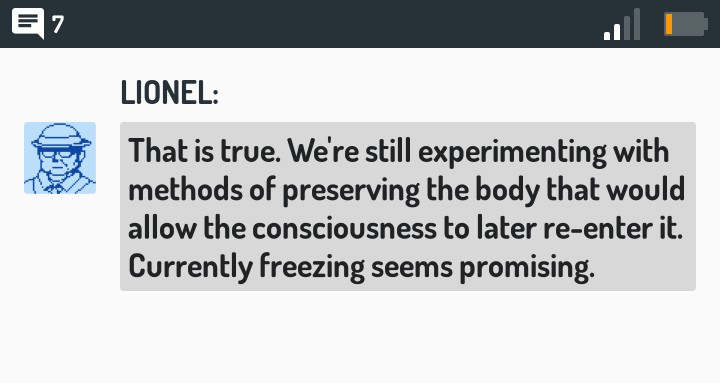 7
LIONEL:
That is true. We're still experimenting with
methods of preserving the body that would
allow the consciousness to later re-enter it.
Currently freezing seems promising.